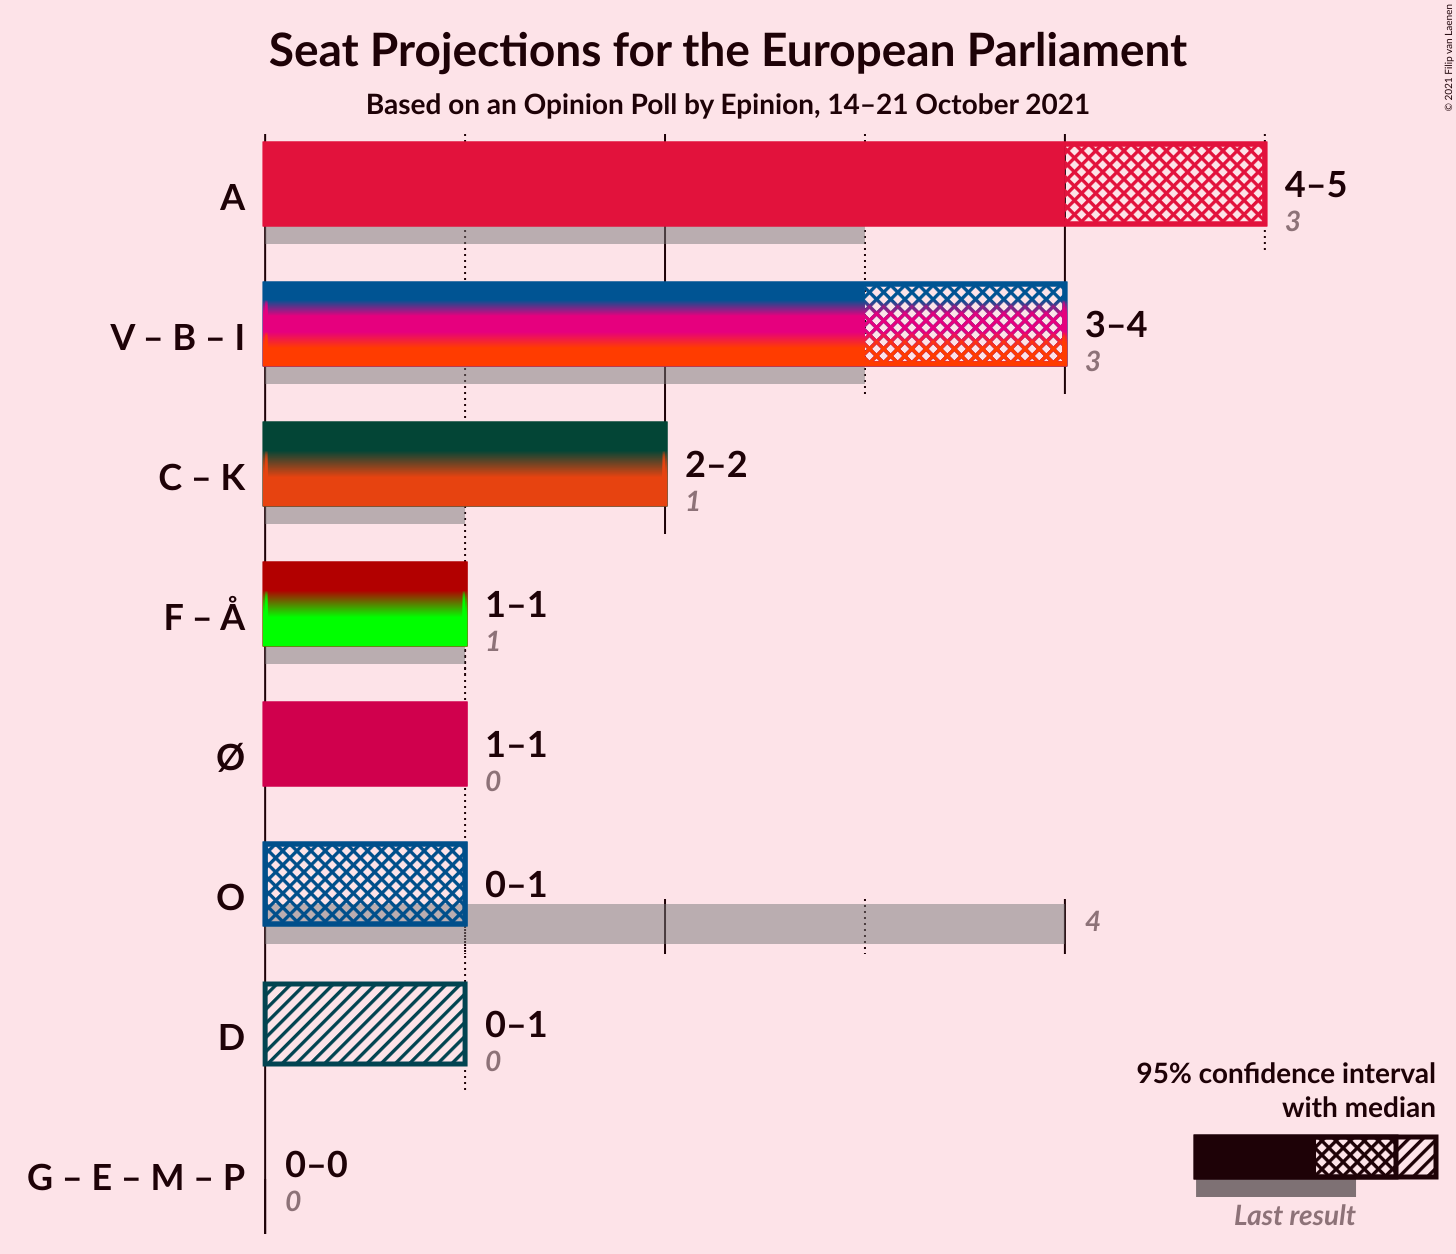 Seat Projections for the European Parliament
Based on an Opinion Poll by Epinion, 14–21 October 2021
© 2021 Filip van Laenen
A
4–5
3
V – B – I
3–4
3
C – K
2–2
1
F – Å
1–1
1
Ø
1–1
0
O
0–1
4
D
0–1
0
G – E – M – P
0–0
0
95% confidence interval
with median
Last result